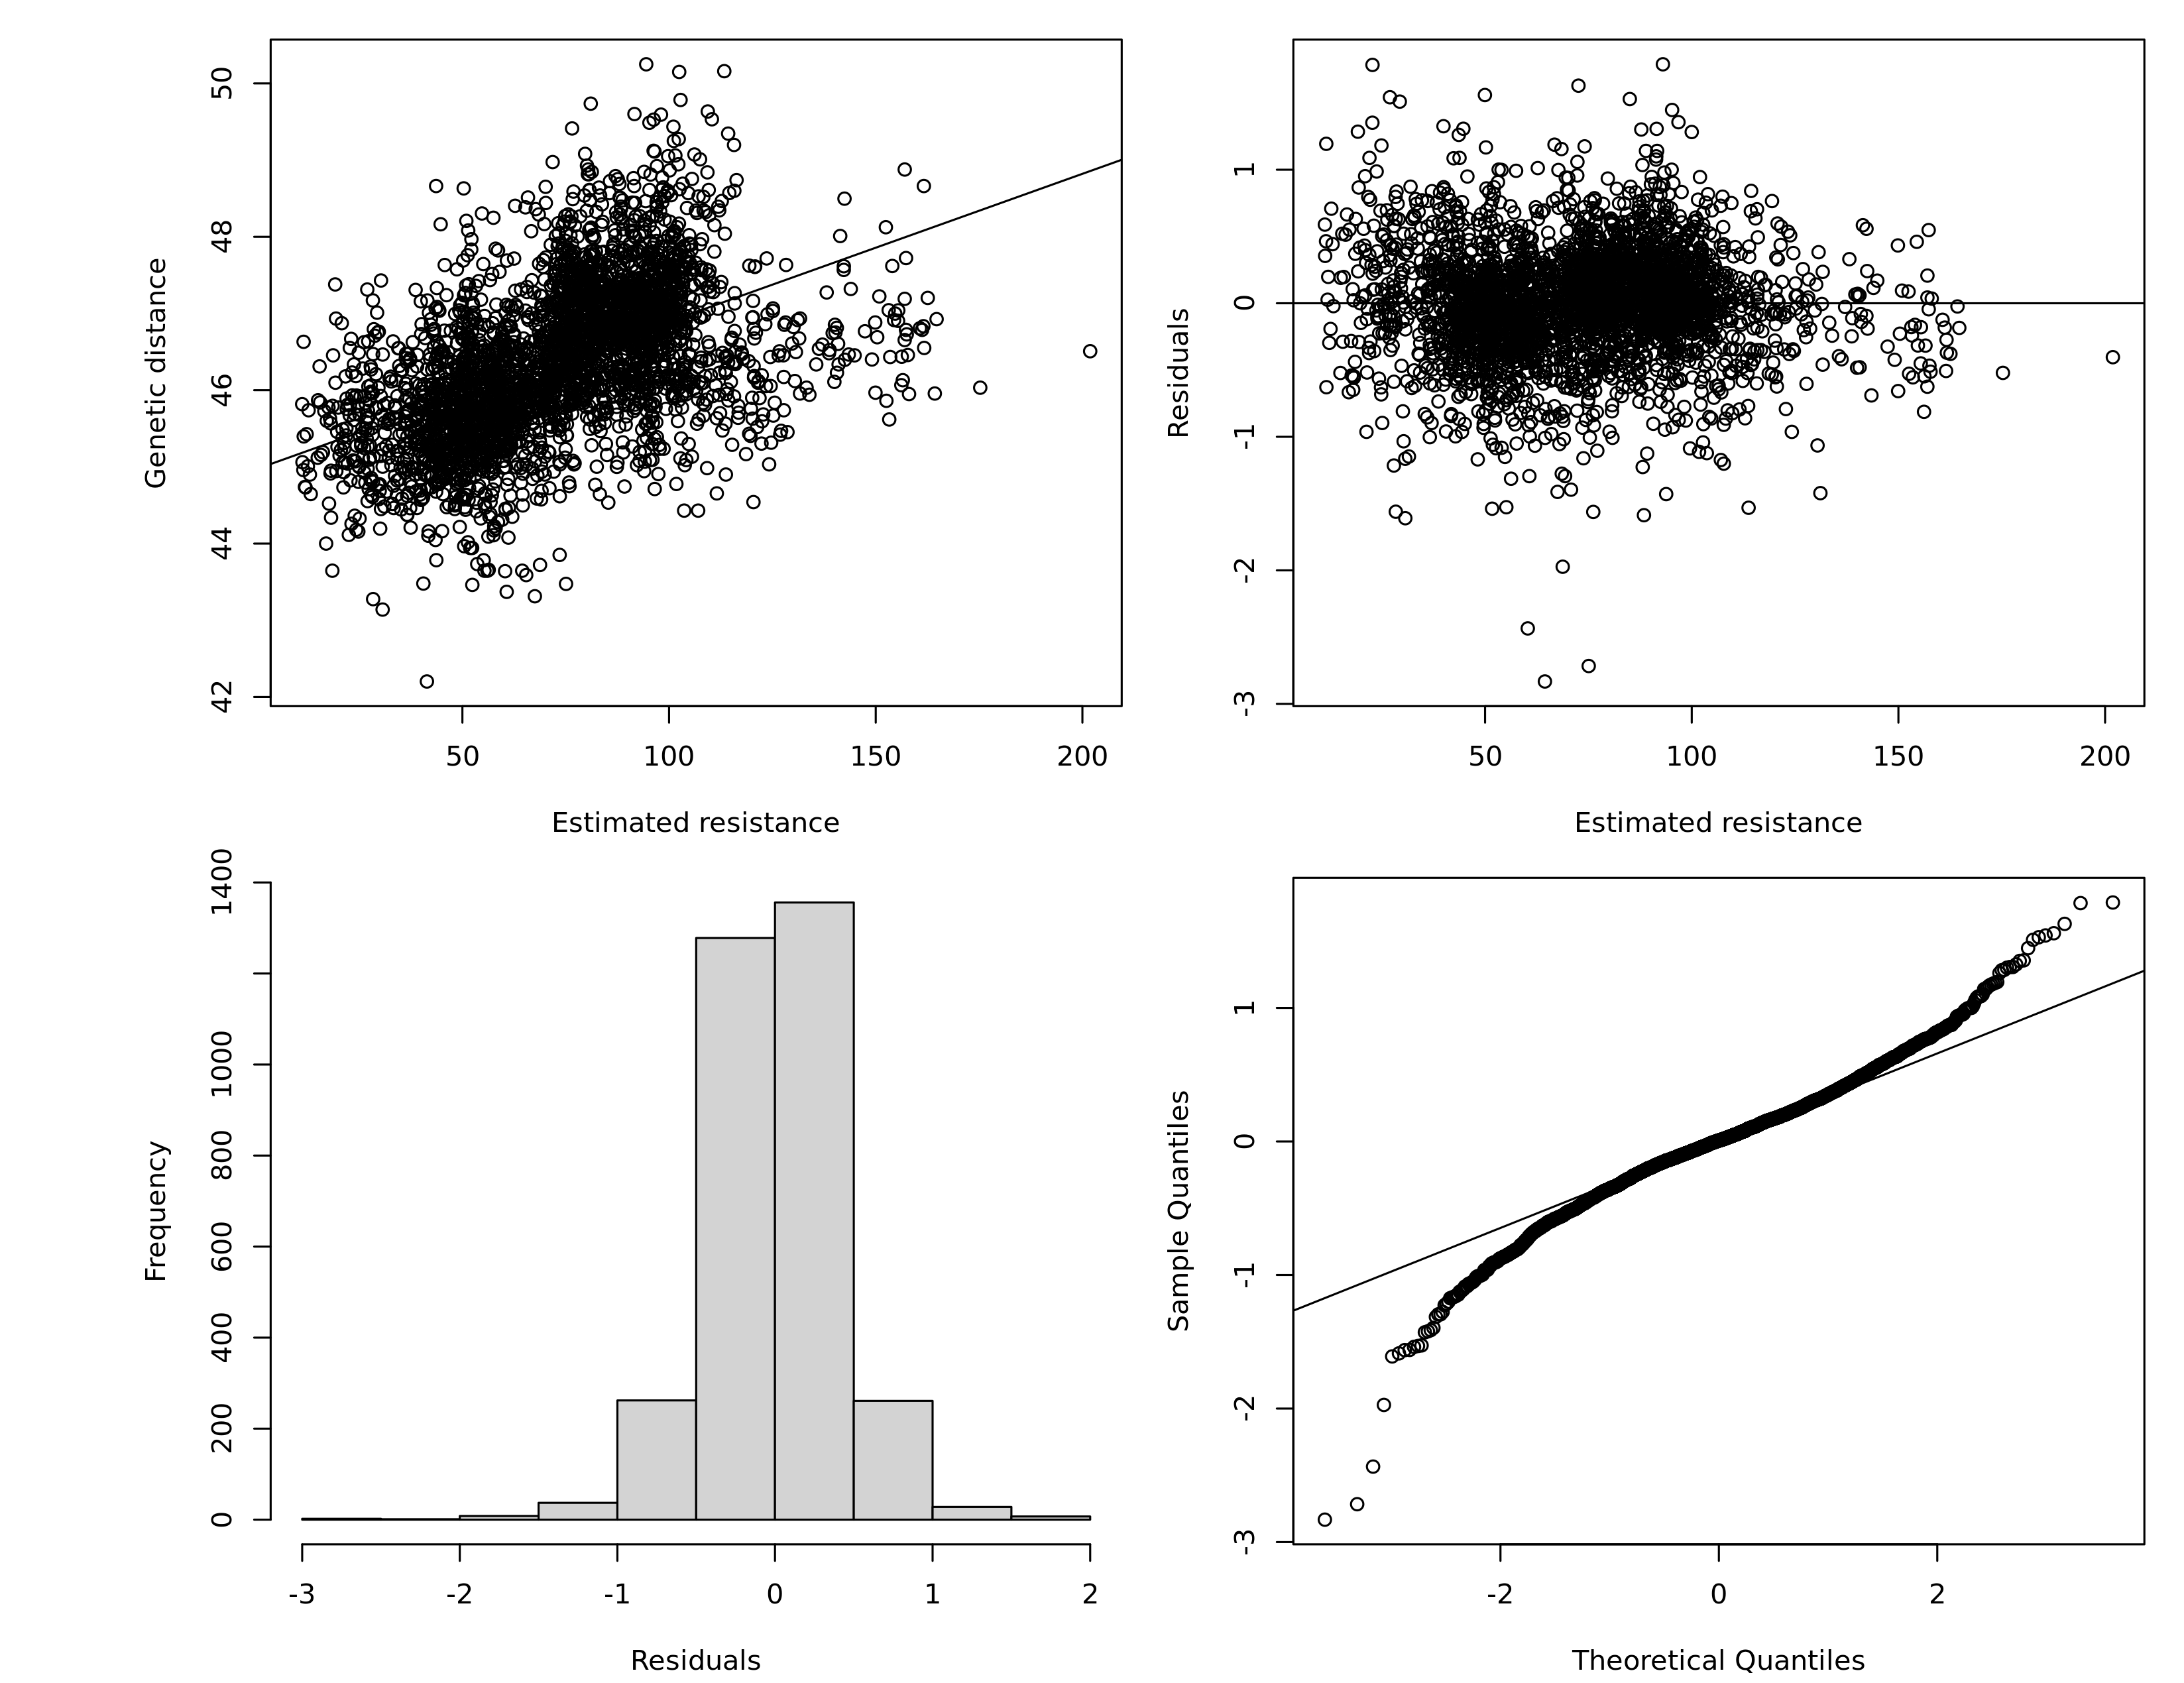 50
48
46
44
42
Genetic distance
50 100 150 200
Estimated resistance
1
0
-1
-2
-3
Residuals
50 100 150 200
Estimated resistance
1400
1000
800
600
400
200
0
Frequency
-3 -2 -1 0 1 2
Residuals
1
0
-1
-2
-3
Sample Quantiles
-2 0 2
Theoretical Quantiles